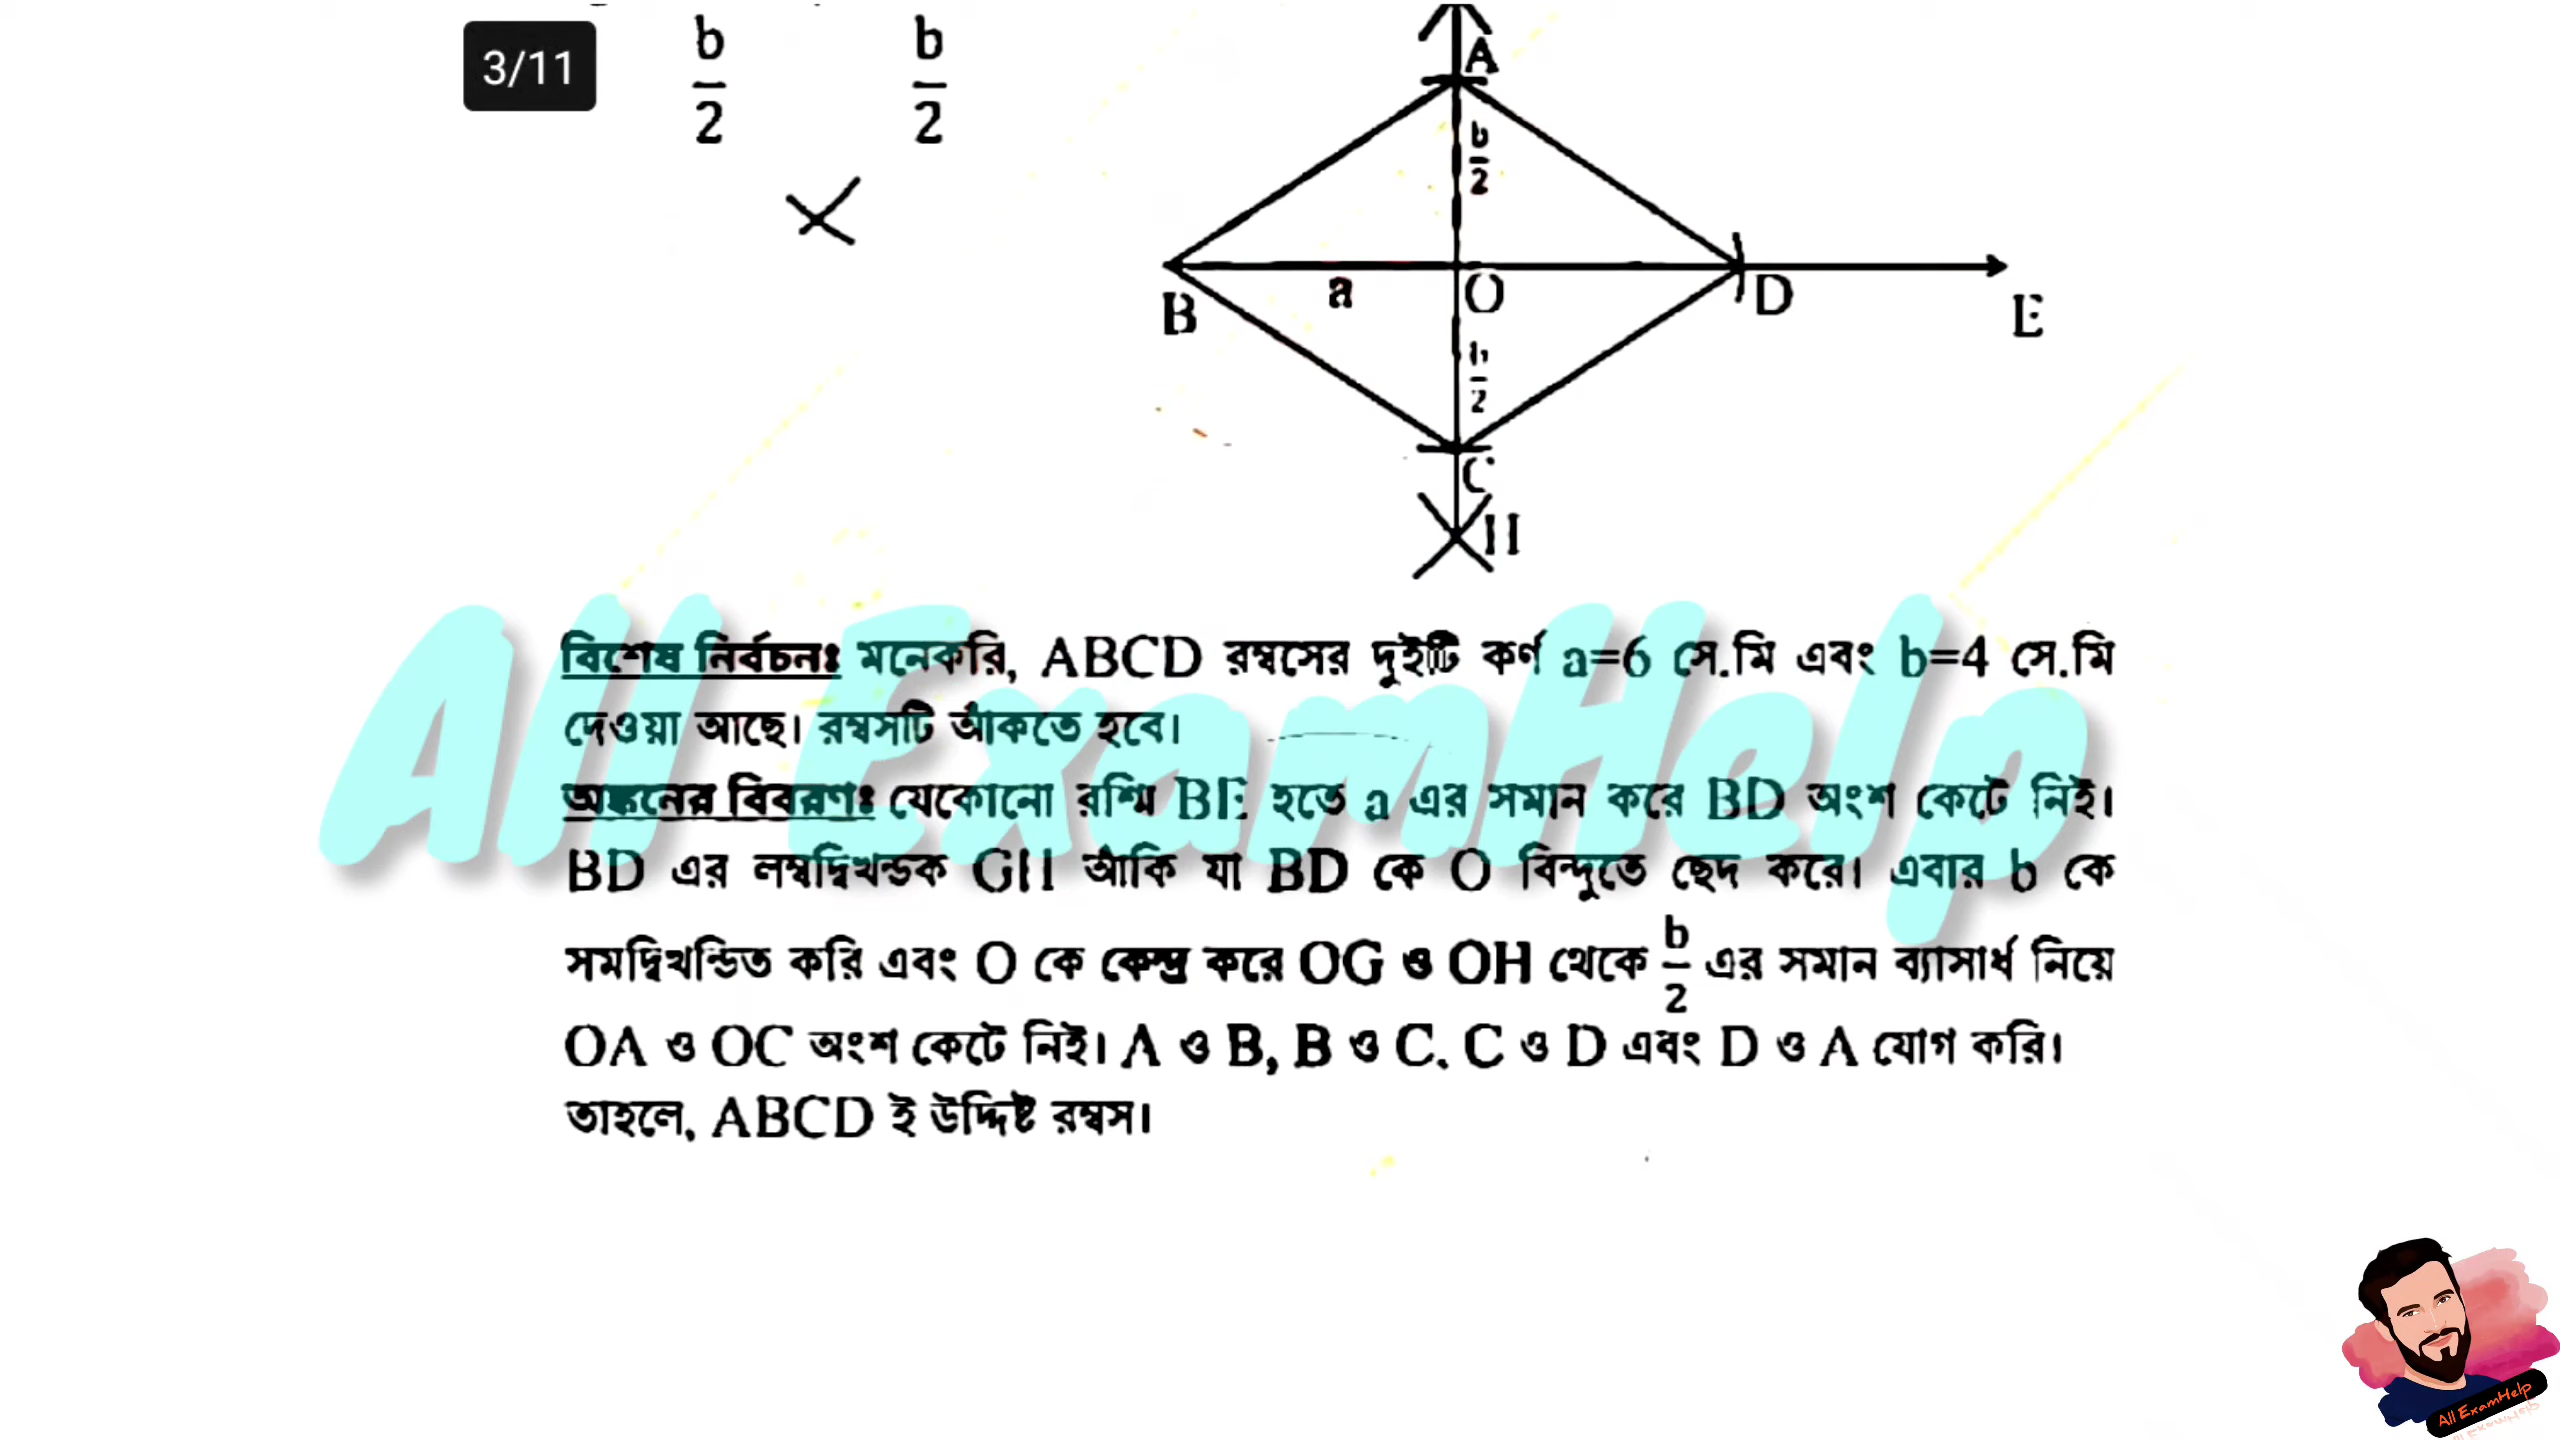 3/11
b/2 b/2
A
b/2
B a O D E
b/2
C
H
বিশেষ নির্বচনঃ মনেকরি, ABCD রম্বসের দুইটি কর্ণ a=6 সে.মি এবং b=4 সে.মি
দেওয়া আছে। রম্বসটি আঁকতে হবে।
অঙ্কনের বিবরণঃ যেকোনো রশ্মি BE হতে a এর সমান করে BD অংশ কেটে নিই।
BD এর লম্বদ্বিখন্ডক GH আঁকি যা BD কে O বিন্দুতে ছেদ করে। এবার b কে
সমদ্বিখন্ডিত করি এবং O কে কেন্দ্র করে OG ও OH থেকে b/2 এর সমান ব্যাসার্ধ নিয়ে
OA ও OC অংশ কেটে নিই। A ও B, B ও C, C ও D এবং D ও A যোগ করি।
তাহলে, ABCD ই উদ্দিষ্ট রম্বস।
All ExamHelp
All ExamHelp